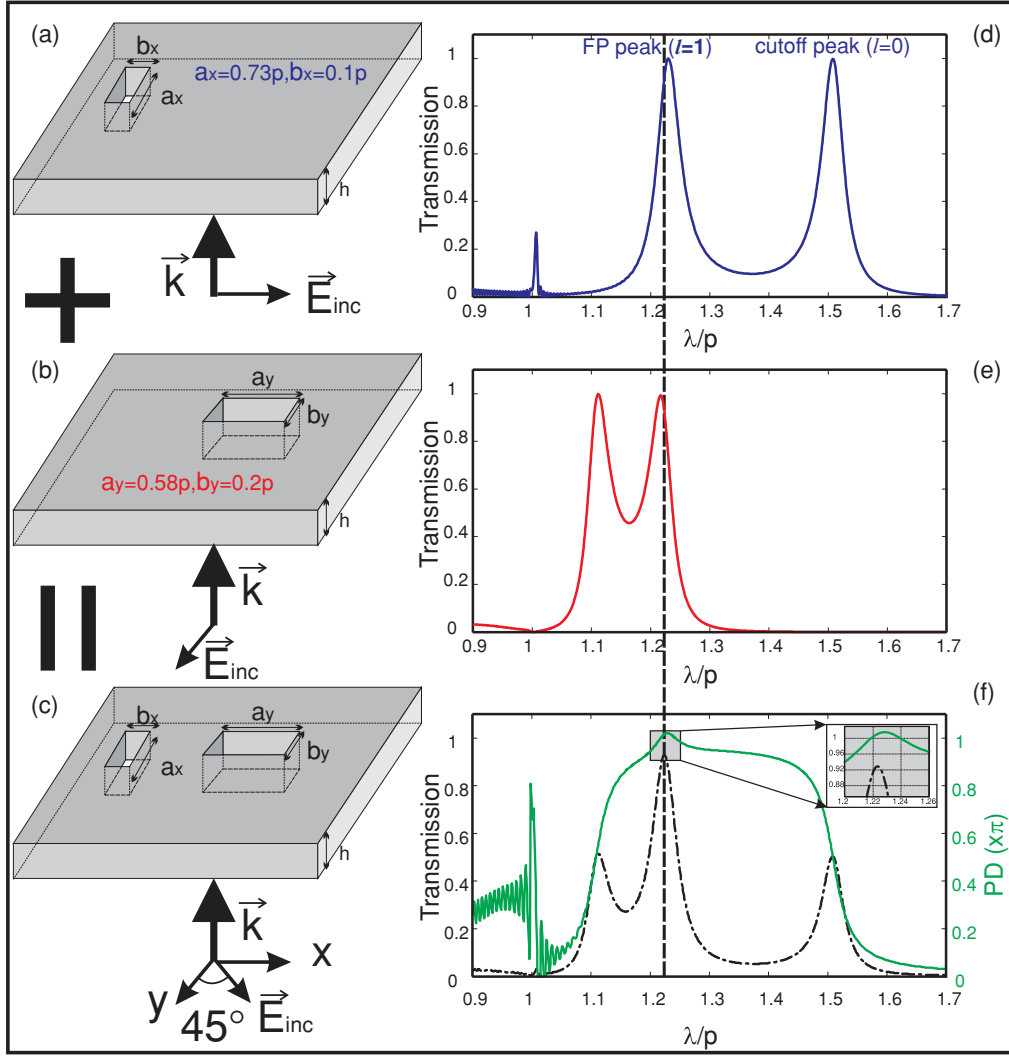 (a)
bx
ax=0.73p,bx=0.1p
ax
h
k
Einc
(d)
FP peak (l=1)
cutoff peak (l=0)
Transmission
1
0.8
0.6
0.4
0.2
0
0.9 1 1.1 1.2 1.3 1.4 1.5 1.6 1.7
λ/p
(b)
ay
by
ay=0.58p,by=0.2p
h
k
Einc
(e)
Transmission
1
0.8
0.6
0.4
0.2
0
0.9 1 1.1 1.2 1.3 1.4 1.5 1.6 1.7
λ/p
(c)
bx
ay
by
ax
h
k
x
y
45°
Einc
(f)
Transmission
1
0.8
0.6
0.4
0.2
0
0.9 1 1.1 1.2 1.3 1.4 1.5 1.6 1.7
λ/p
1
0.8
0.6
0.4
0.2
0
PD (xπ)
1
0.96
0.92
0.88
1.2 1.22 1.24 1.26